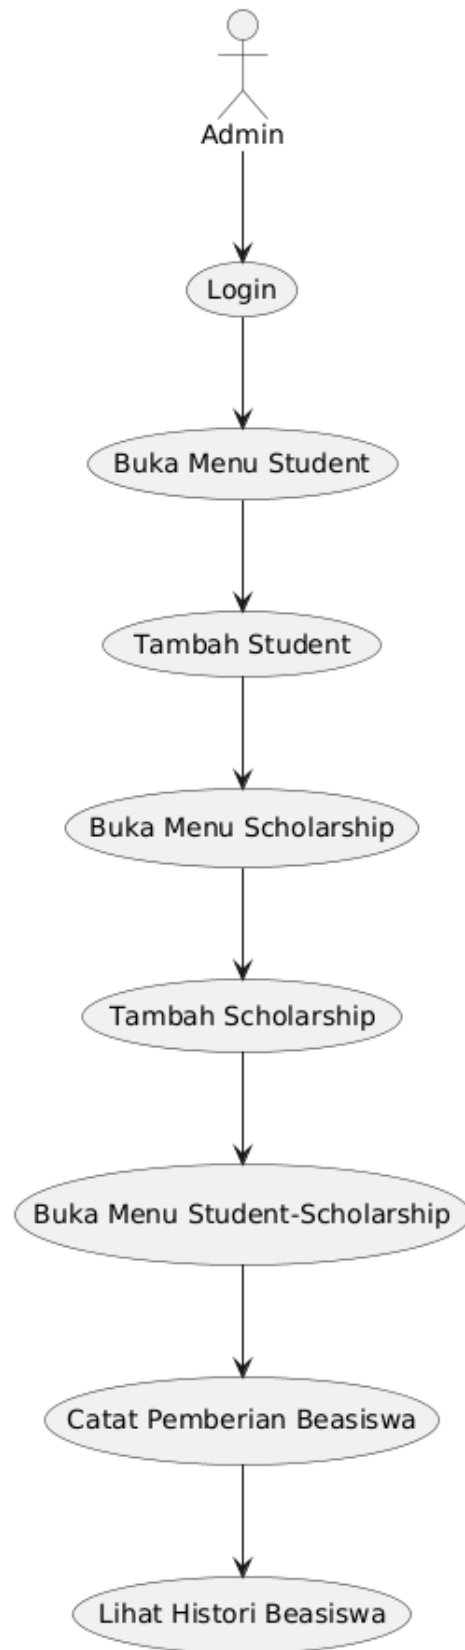 Admin
Login
Buka Menu Student
Tambah Student
Buka Menu Scholarship
Tambah Scholarship
Buka Menu Student-Scholarship
Catat Pemberian Beasiswa
Lihat Histori Beasiswa